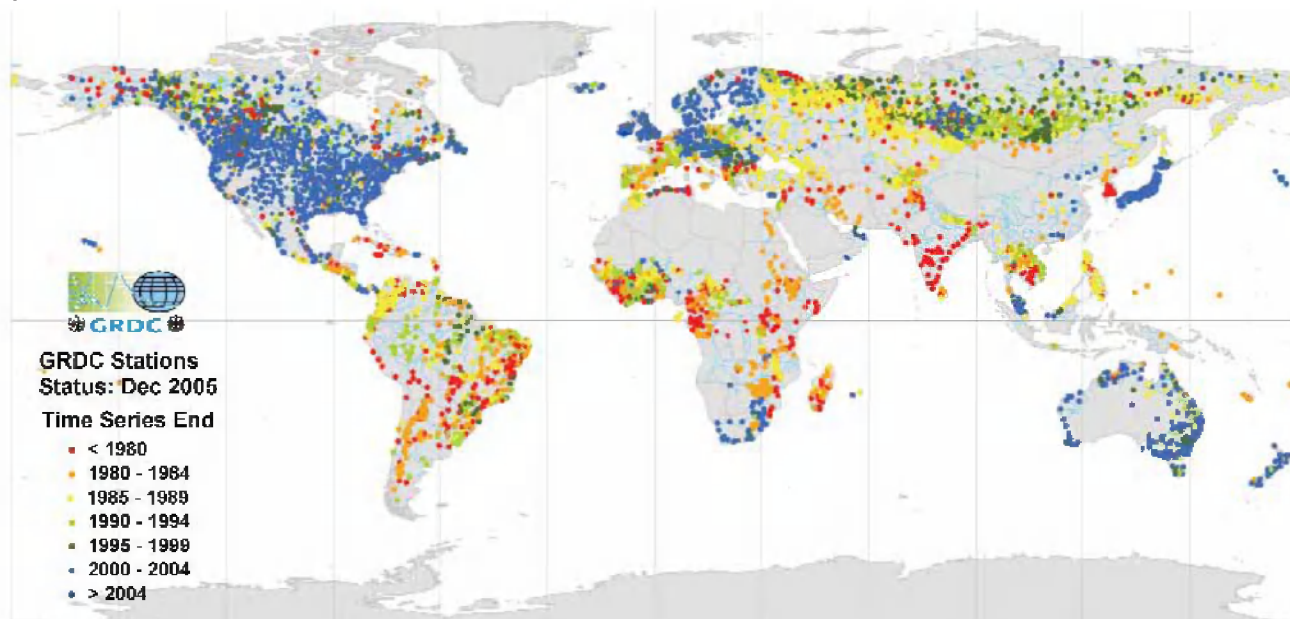 GRDC
GRDC Stations
Status: Dec 2005
Time Series End
< 1980
1980 - 1984
1985 - 1989
1990 - 1994
1995 - 1999
2000 - 2004
> 2004